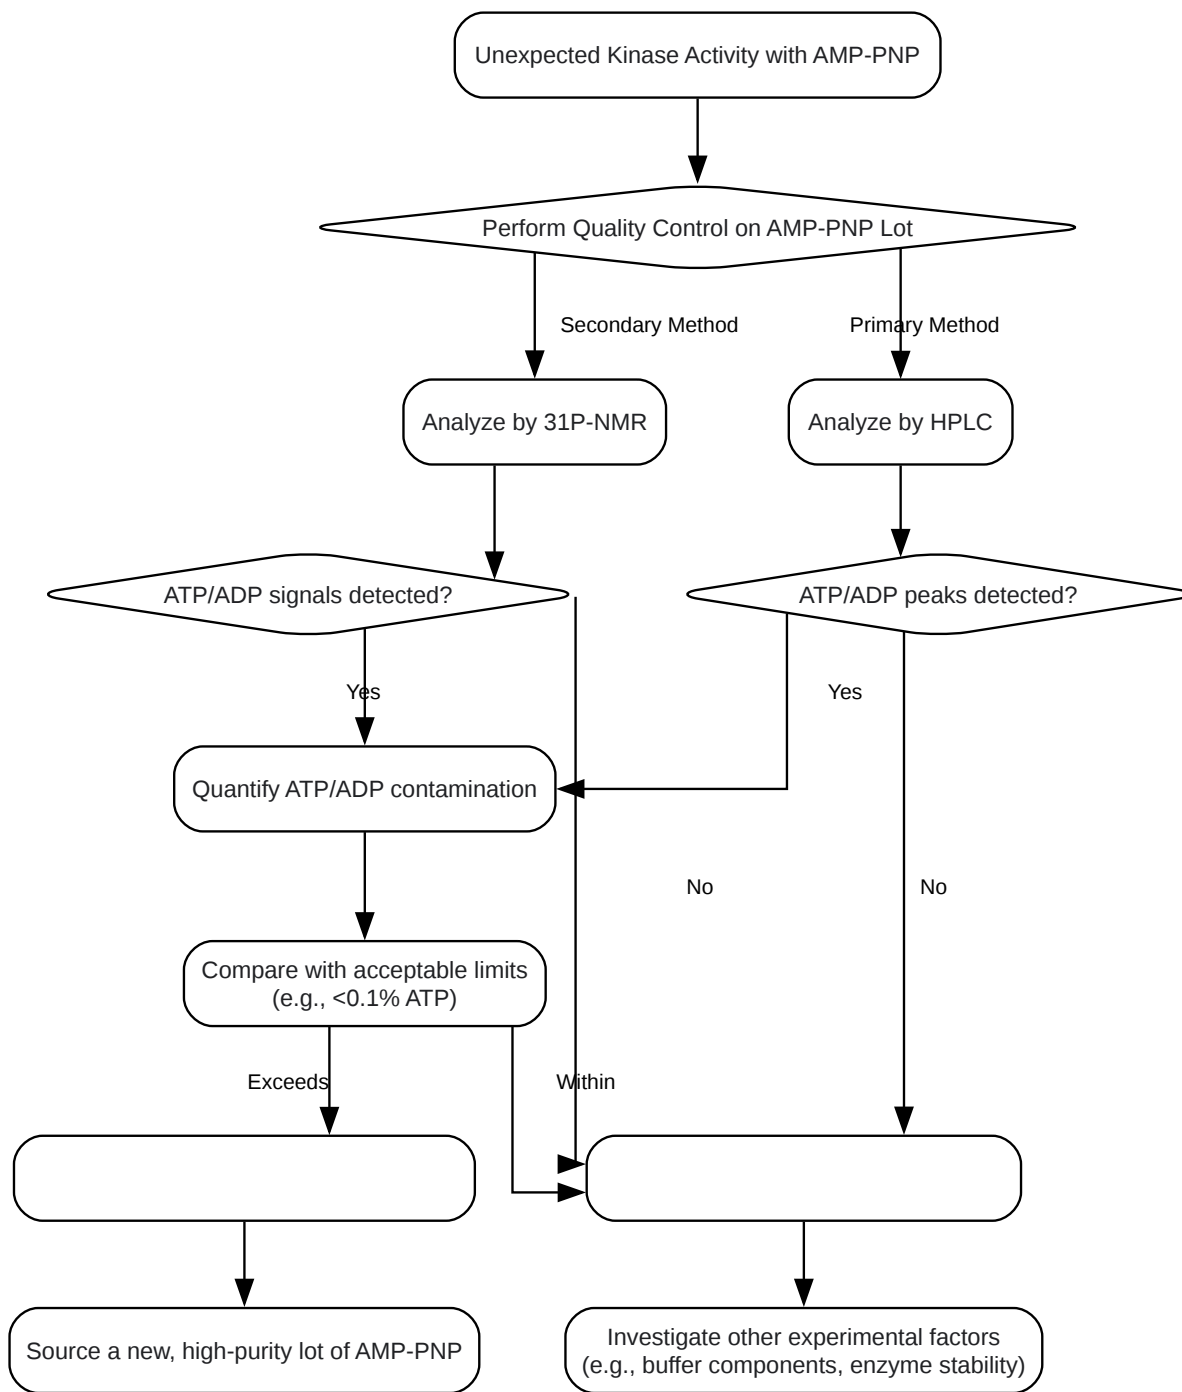 Unexpected Kinase Activity with AMP-PNP
Perform Quality Control on AMP-PNP Lot
Secondary Method
Primary Method
Analyze by 31P-NMR
Analyze by HPLC
ATP/ADP signals detected?
ATP/ADP peaks detected?
Yes
Yes
Quantify ATP/ADP contamination
No
No
Compare with acceptable limits
(e.g., <0.1% ATP)
Exceeds
Within
Source a new, high-purity lot of AMP-PNP
Investigate other experimental factors
(e.g., buffer components, enzyme stability)